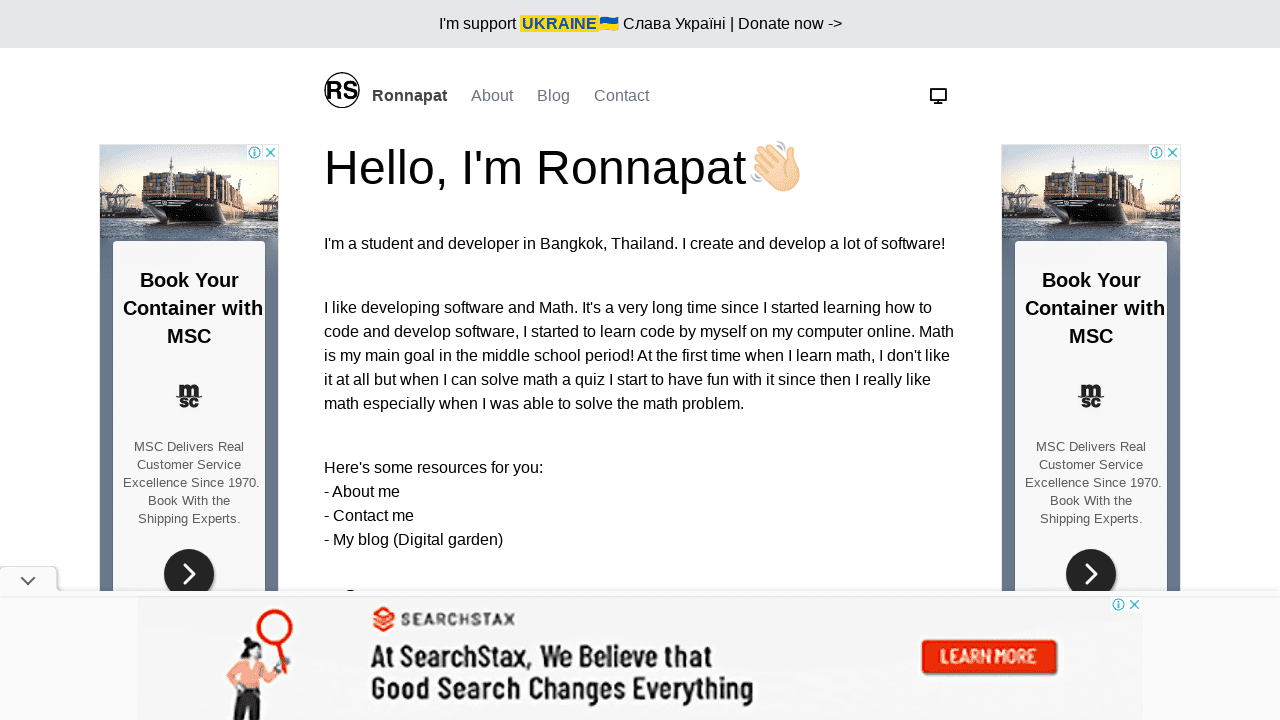 I'm support UKRAINE🇺🇦 Слава Україні | Donate now ->
RS Ronnapat About Blog Contact
Hello, I'm Ronnapat👋🏻
I'm a student and developer in Bangkok, Thailand. I create and develop a lot of software!
I like developing software and Math. It's a very long time since I started learning how to
code and develop software, I started to learn code by myself on my computer online. Math
is my main goal in the middle school period! At the first time when I learn math, I don't like
it at all but when I can solve math a quiz I start to have fun with it since then I really like
math especially when I was able to solve the math problem.
Here's some resources for you:
- About me
- Contact me
- My blog (Digital garden)
Book Your
Container with
MSC
msc
MSC Delivers Real
Customer Service
Excellence Since 1970.
Book With the
Shipping Experts.
Book Your
Container with
MSC
msc
MSC Delivers Real
Customer Service
Excellence Since 1970.
Book With the
Shipping Experts.
SEARCHSTAX
At SearchStax, We Believe that
Good Search Changes Everything
LEARN MORE